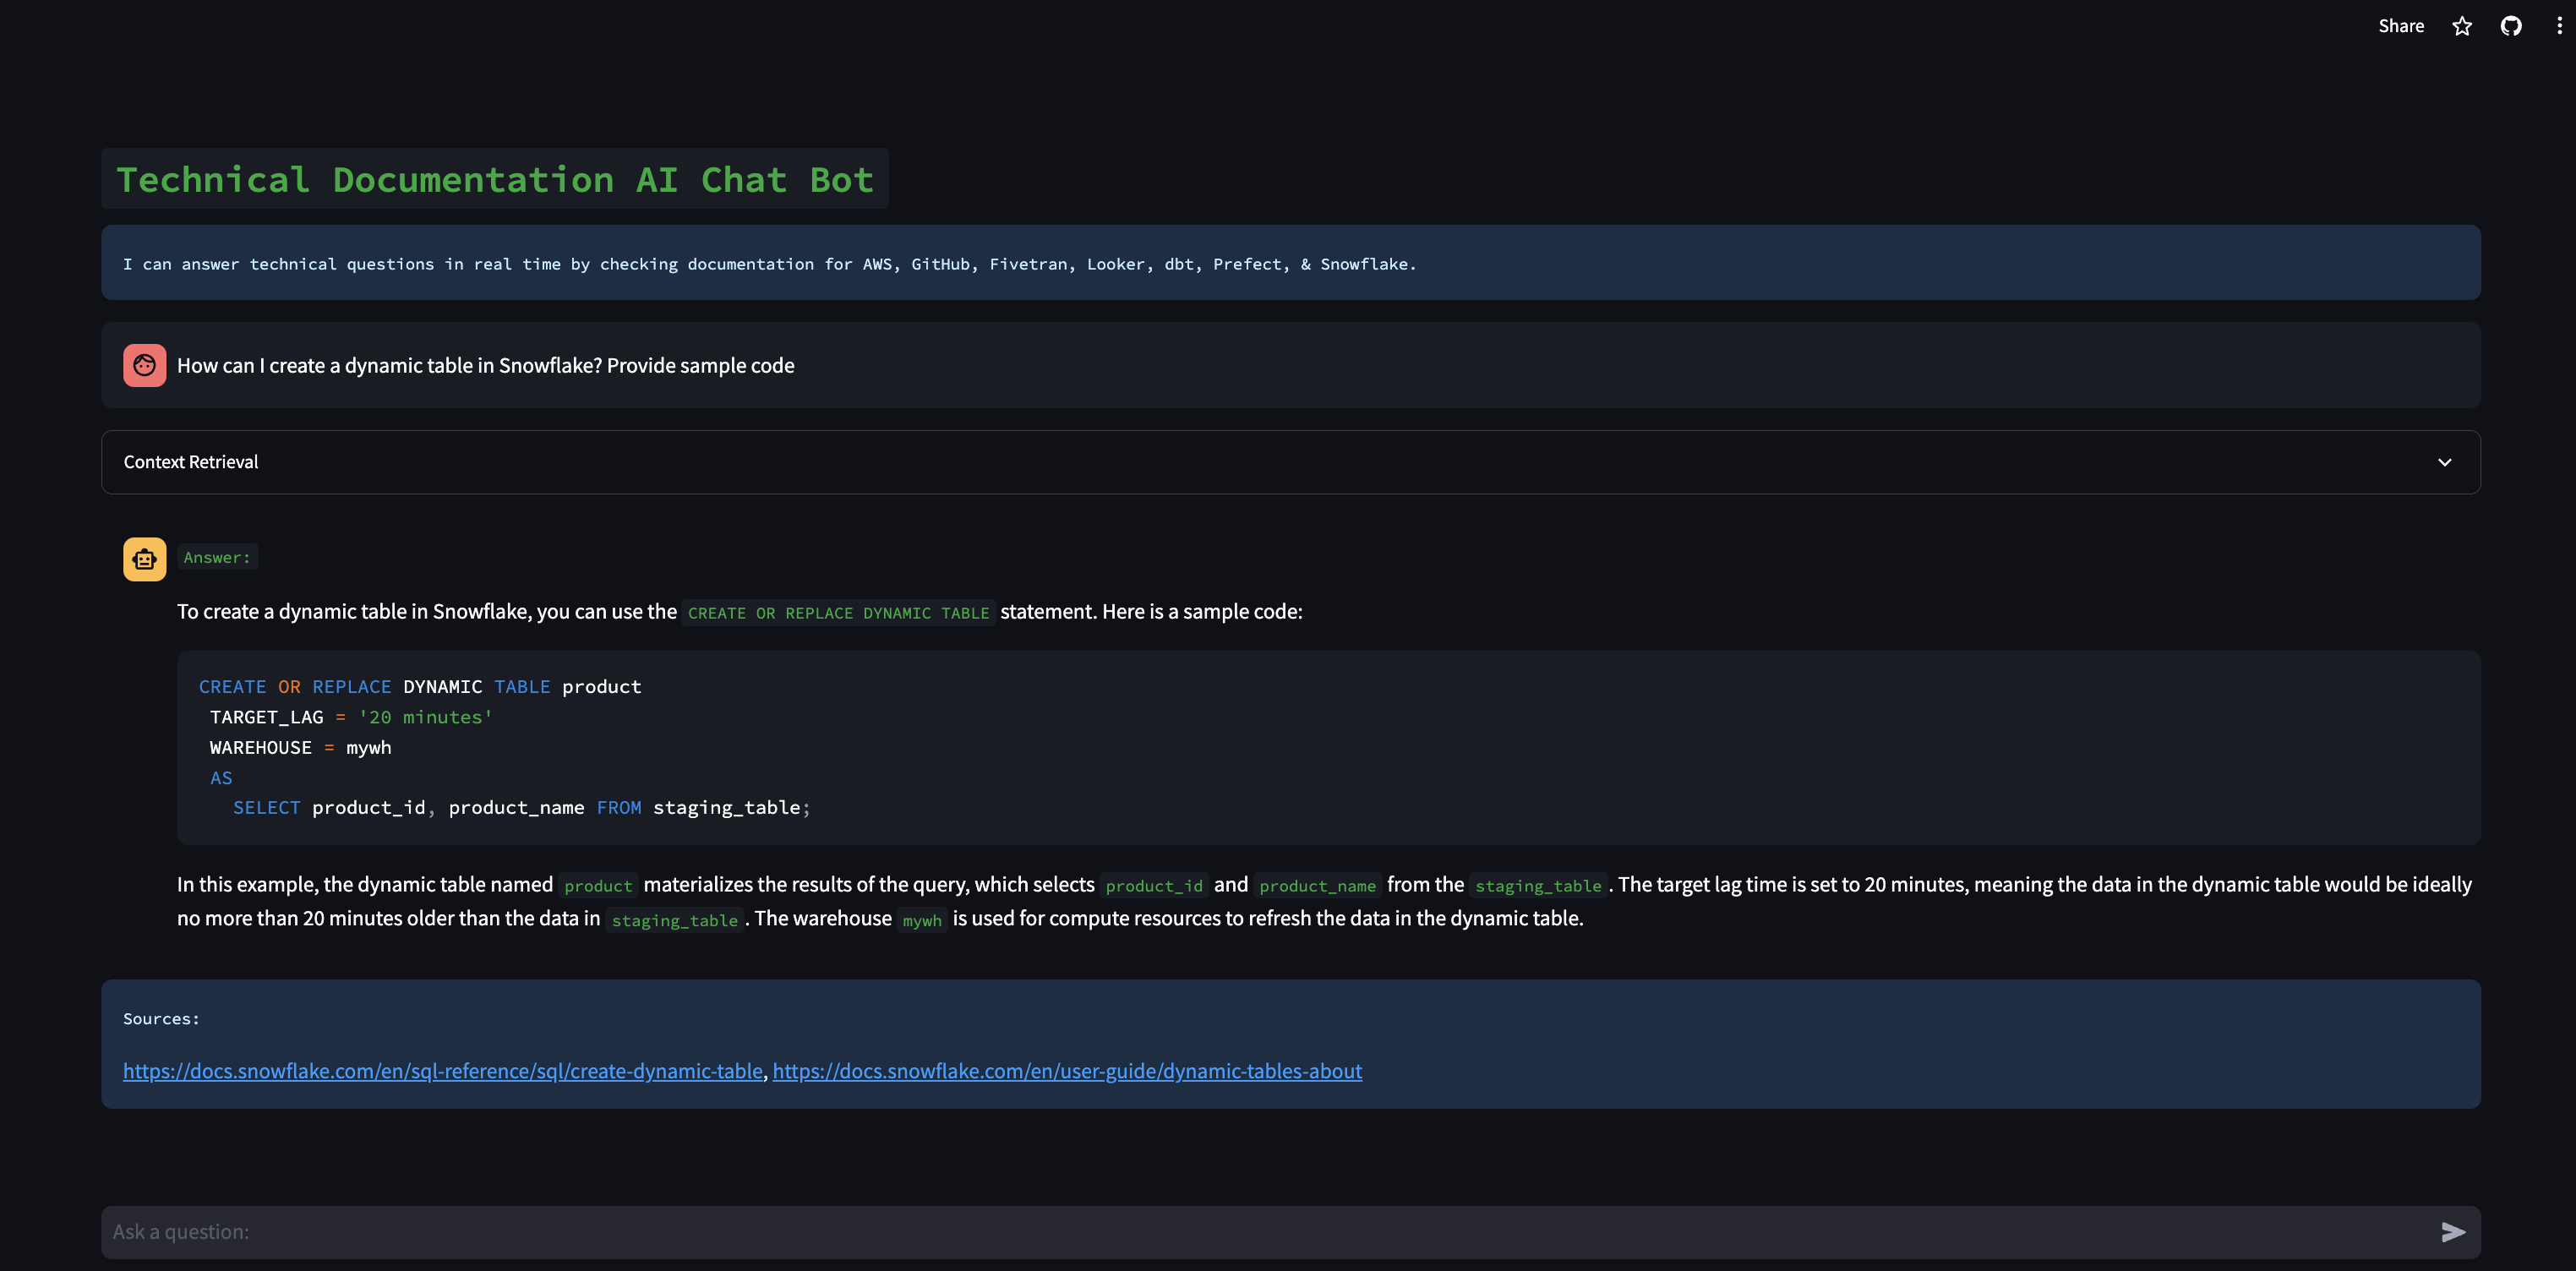 Share
Technical Documentation AI Chat Bot
I can answer technical questions in real time by checking documentation for AWS, GitHub, Fivetran, Looker, dbt, Prefect, & Snowflake.
How can I create a dynamic table in Snowflake? Provide sample code
Context Retrieval
Answer:
To create a dynamic table in Snowflake, you can use the CREATE OR REPLACE DYNAMIC TABLE statement. Here is a sample code:
CREATE OR REPLACE DYNAMIC TABLE product
 TARGET_LAG = '20 minutes'
 WAREHOUSE = mywh
 AS
   SELECT product_id, product_name FROM staging_table;
In this example, the dynamic table named product materializes the results of the query, which selects product_id and product_name from the staging_table. The target lag time is set to 20 minutes, meaning the data in the dynamic table would be ideally
no more than 20 minutes older than the data in staging_table. The warehouse mywh is used for compute resources to refresh the data in the dynamic table.
Sources:
https://docs.snowflake.com/en/sql-reference/sql/create-dynamic-table, https://docs.snowflake.com/en/user-guide/dynamic-tables-about
Ask a question: